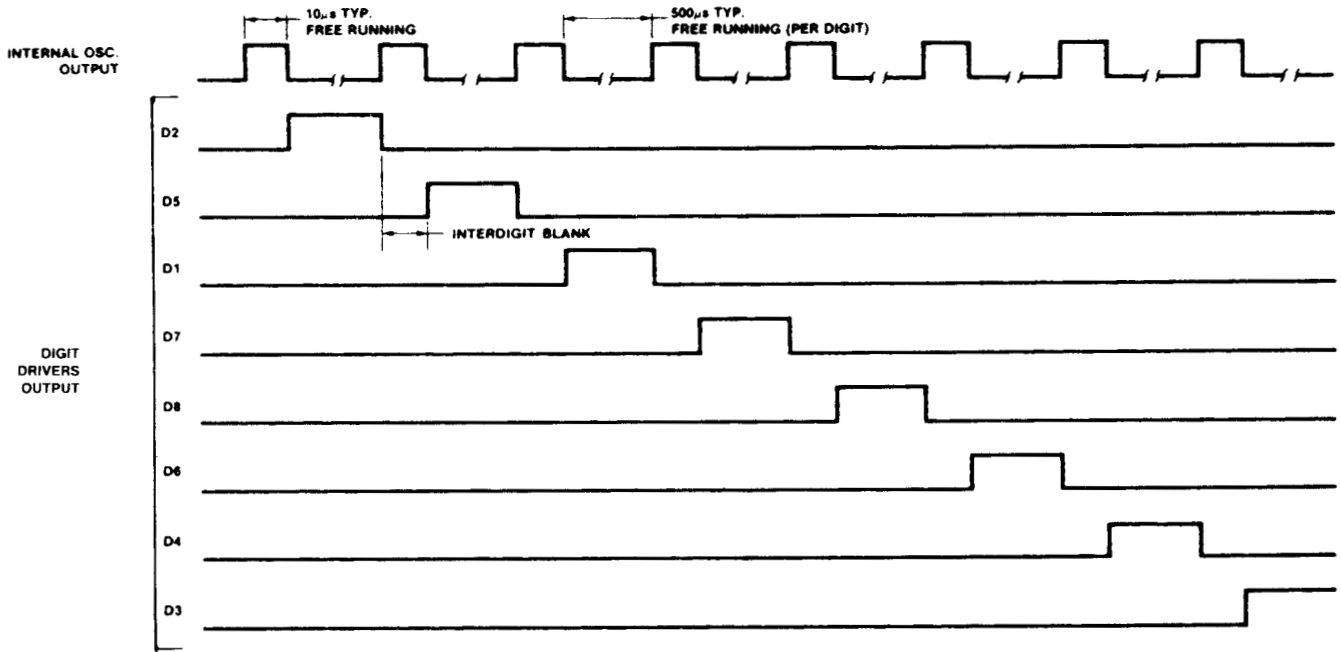 10µs TYP.
FREE RUNNING
500µs TYP.
FREE RUNNING (PER DIGIT)
INTERNAL OSC.
OUTPUT
D2
D5
INTERDIGIT BLANK
D1
D7
DIGIT
DRIVERS
OUTPUT
D8
D6
D4
D3